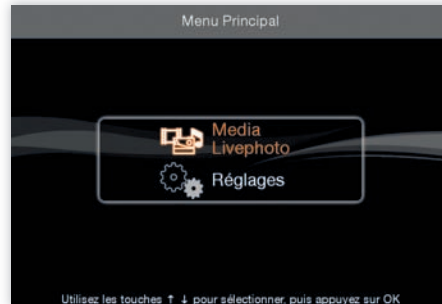 Menu Principal
Media
Livephoto
Réglages
Utilisez les touches ↑ ↓ pour sélectionner, puis appuyez sur OK